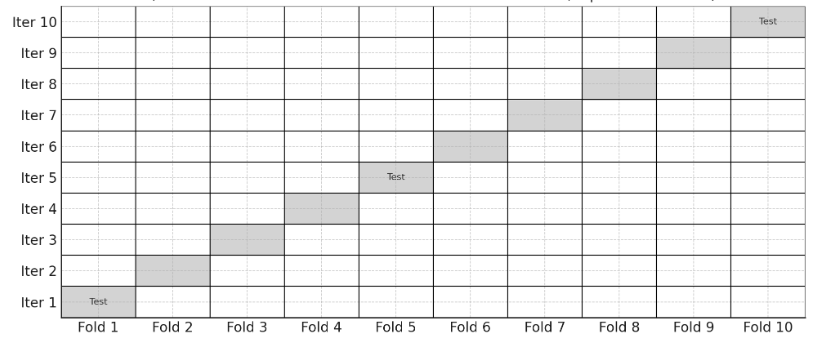 Iter 10 Test
Iter 9
Iter 8
Iter 7
Iter 6
Iter 5 Test
Iter 4
Iter 3
Iter 2
Iter 1 Test
Fold 1 Fold 2 Fold 3 Fold 4 Fold 5 Fold 6 Fold 7 Fold 8 Fold 9 Fold 10